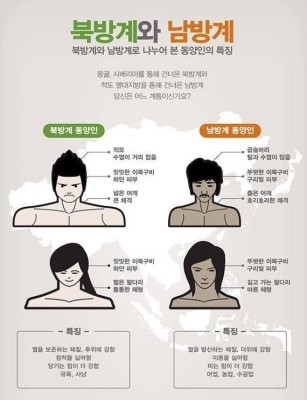 북방계와 남방계
북방계와 남방계로 나누어 본 동양인의 특징
몽골, 시베리아를 통해 건너온 북방계와
적도 열대지방을 통해 건너온 남방계
당신은 어느 계통이신가요?
북방계 동양인
직모
수염이 거의 없음
밋밋한 이목구비
하얀 피부
넓은 어깨
큰 체격
밋밋한 이목구비
하얀 피부
짧은 팔다리
통통한 체형
남방계 동양인
곱슬머리
털과 수염이 많음
뚜렷한 이목구비
구리빛 피부
좁은 어깨
호리호리한 체격
뚜렷한 이목구비
구리빛 피부
길고 가는 팔다리
마른 체형
특징
열을 보존하는 체질, 추위에 강함
정착을 싫어함
당기는 힘이 더 강함
유목, 사냥
특징
열을 발산하는 체질, 더위에 강함
이동을 싫어함
미는 힘이 더 강함
어업, 농업, 수공업